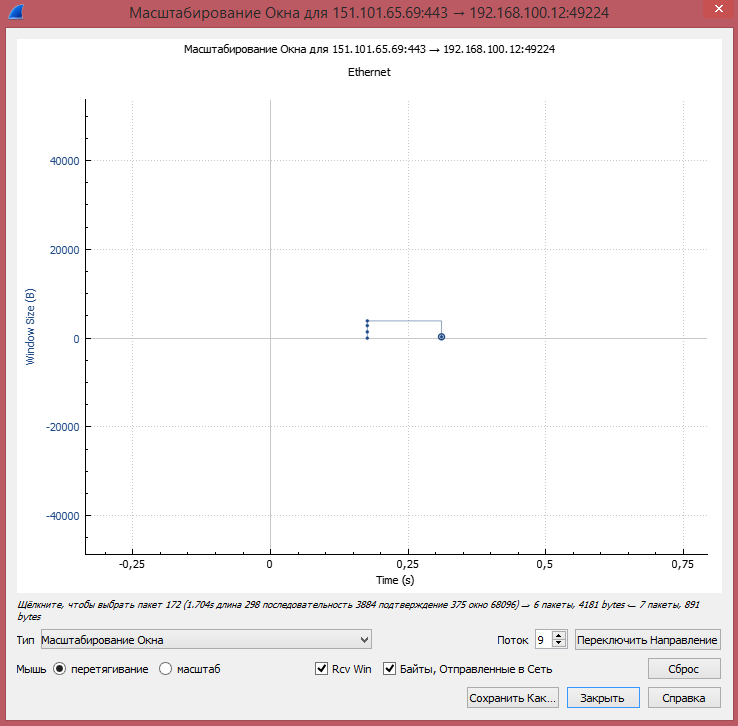 Масштабирование Окна для 151.101.65.69:443 → 192.168.100.12:49224
Масштабирование Окна для 151.101.65.69:443 → 192.168.100.12:49224
Ethernet
Window Size (B)
40000
20000
0
-20000
-40000
-0,25 0 0,25 0,5 0,75
Time (s)
Щёлкните, чтобы выбрать пакет 172 (1.704s длина 298 последовательность 3884 подтверждение 375 окно 68096) → 6 пакеты, 4181 bytes ← 7 пакеты, 891
bytes
Тип Масштабирование Окна Поток 9 Переключить Направление
Мышь перетягивание масштаб Rcv Win Байты, Отправленные в Сеть Сброс
Сохранить Как... Закрыть Справка